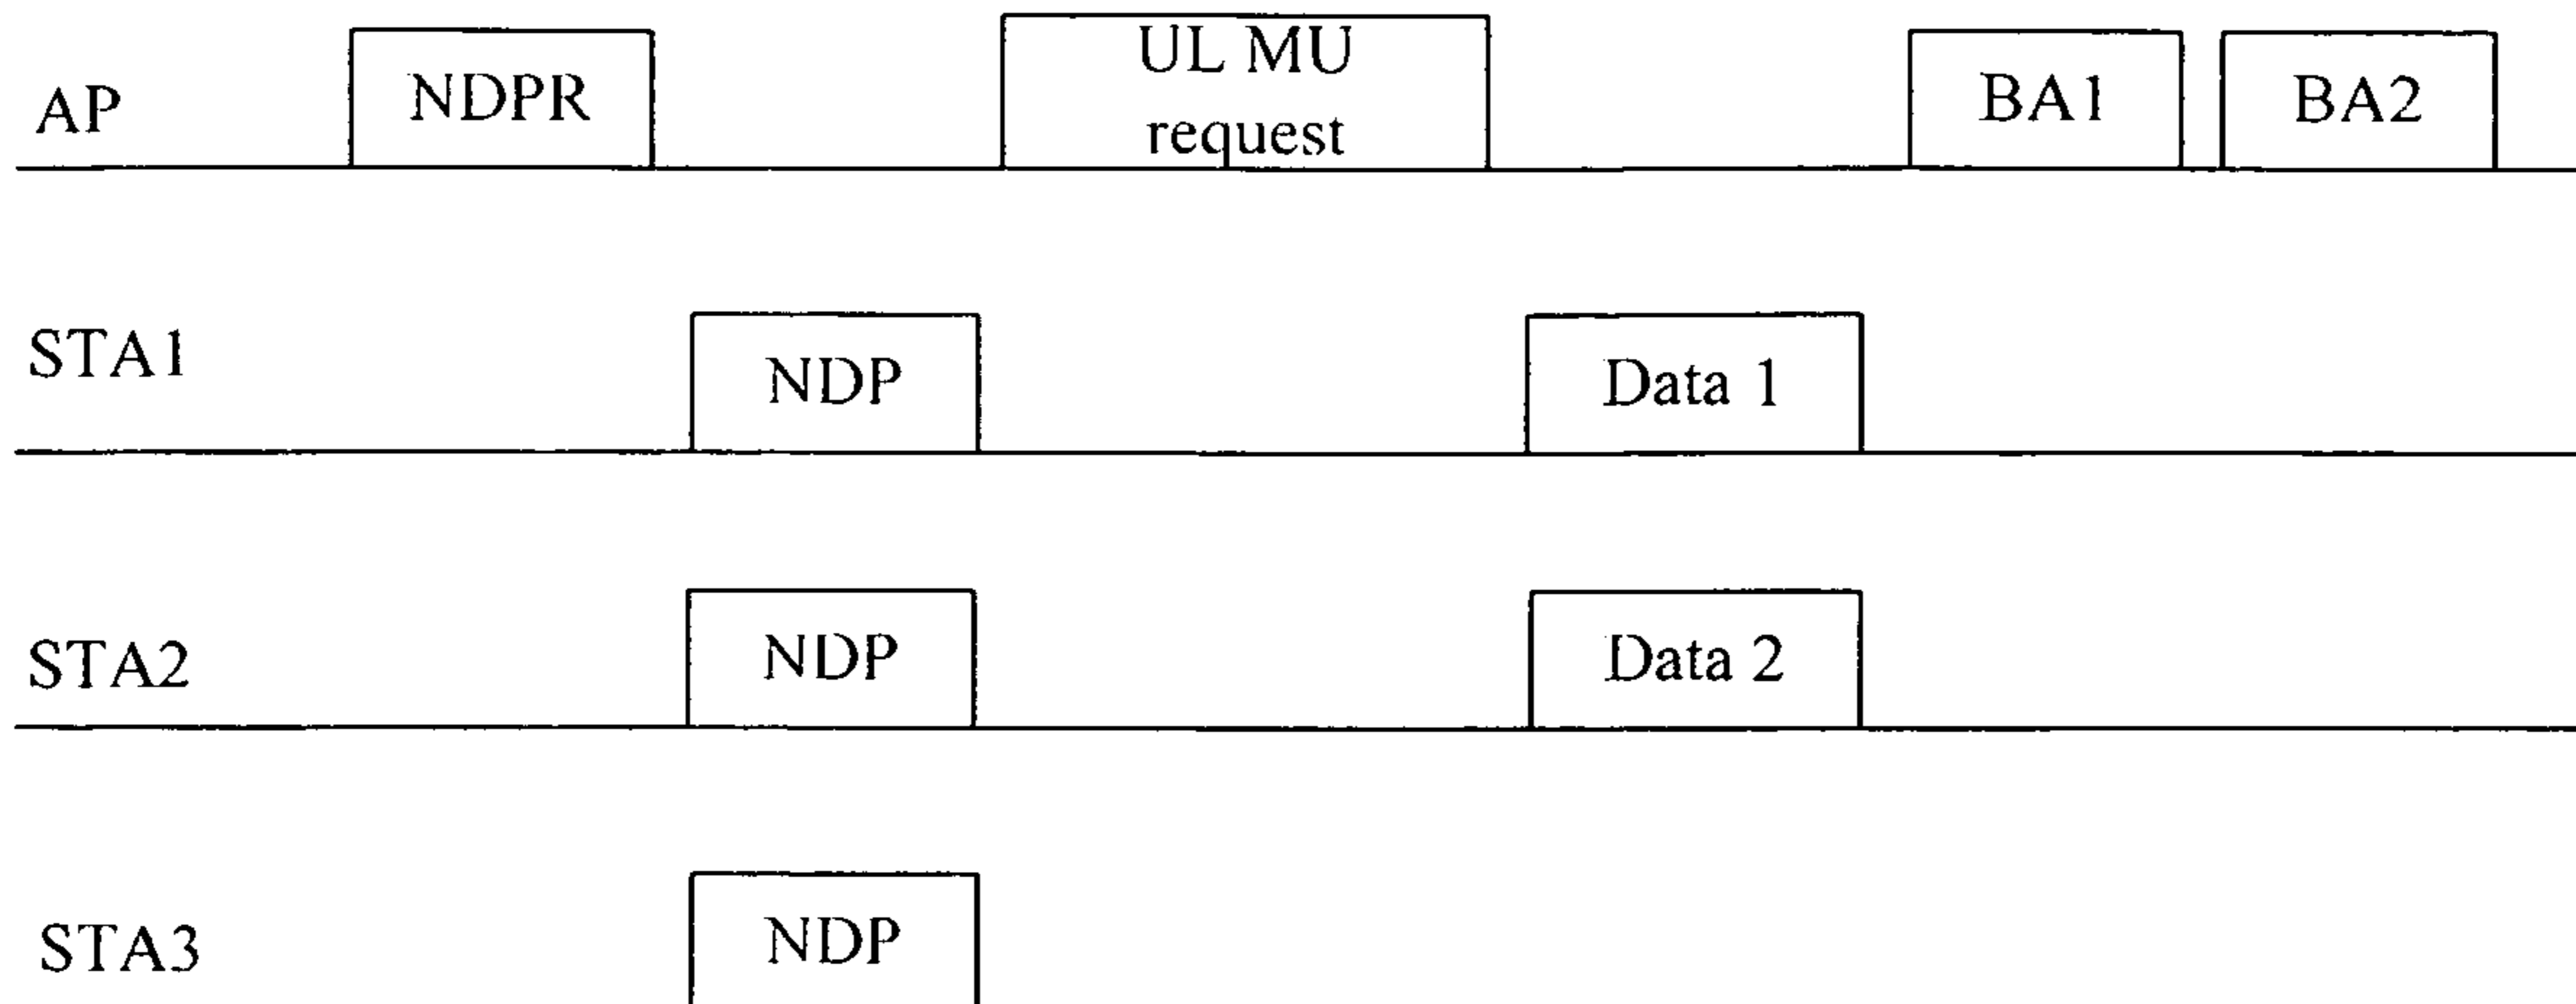 AP
NDPR
UL MU
request
BA1
BA2
STA1
NDP
Data 1
STA2
NDP
Data 2
STA3
NDP